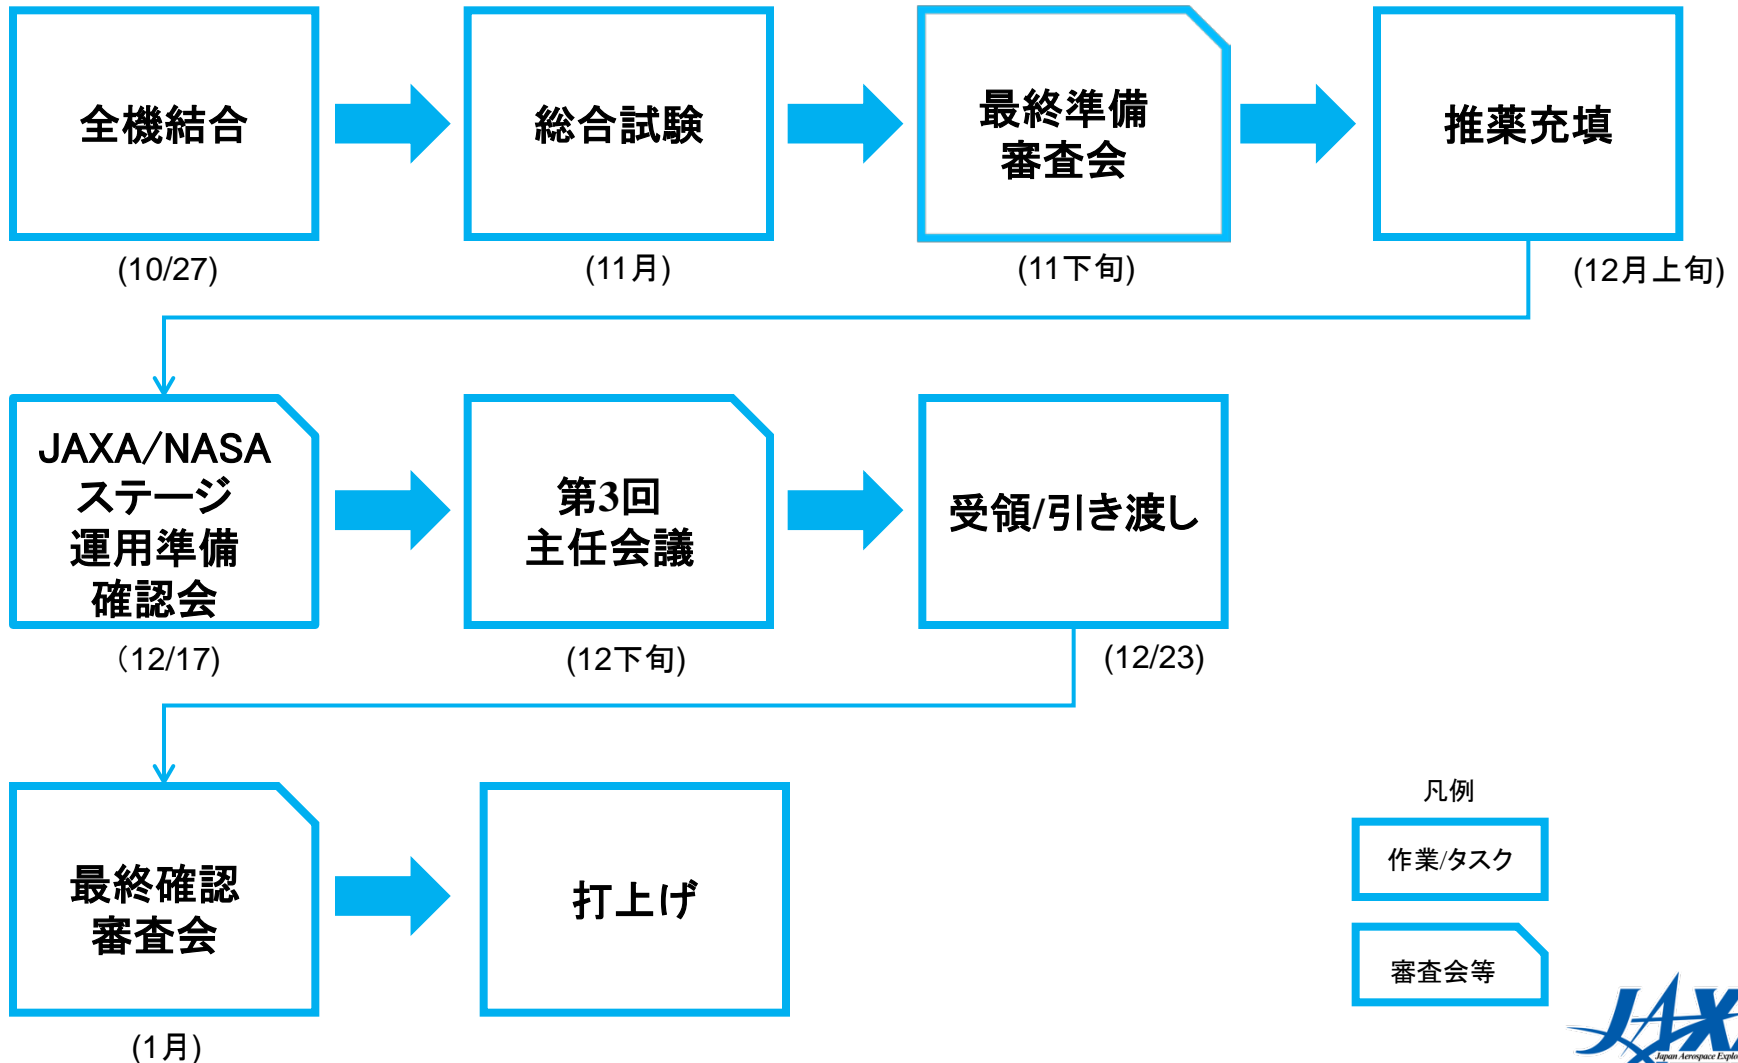 全機結合
総合試験
最終準備
審査会
推薬充填
(10/27)
(11月)
(11下旬)
(12月上旬)
JAXA/NASA
ステージ
運用準備
確認会
第3回
主任会議
受領/引き渡し
（12/17)
(12下旬)
(12/23)
最終確認
審査会
打上げ
(1月)
凡例
作業/タスク
審査会等
JAXA
Japan Aerospace Explo